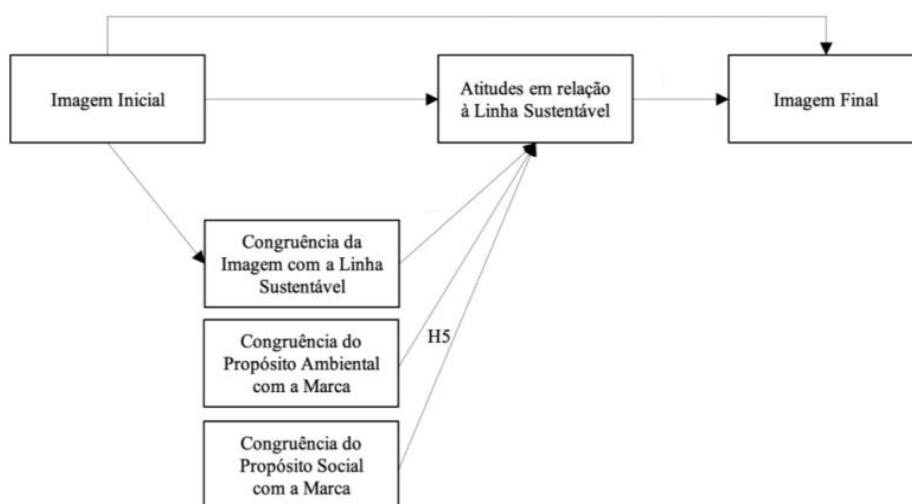 Imagem Inicial
Atitudes em relação
à Linha Sustentável
Imagem Final
Congruência da
Imagem com a Linha
Sustentável
H5
Congruência do
Propósito Ambiental
com a Marca
Congruência do
Propósito Social
com a Marca